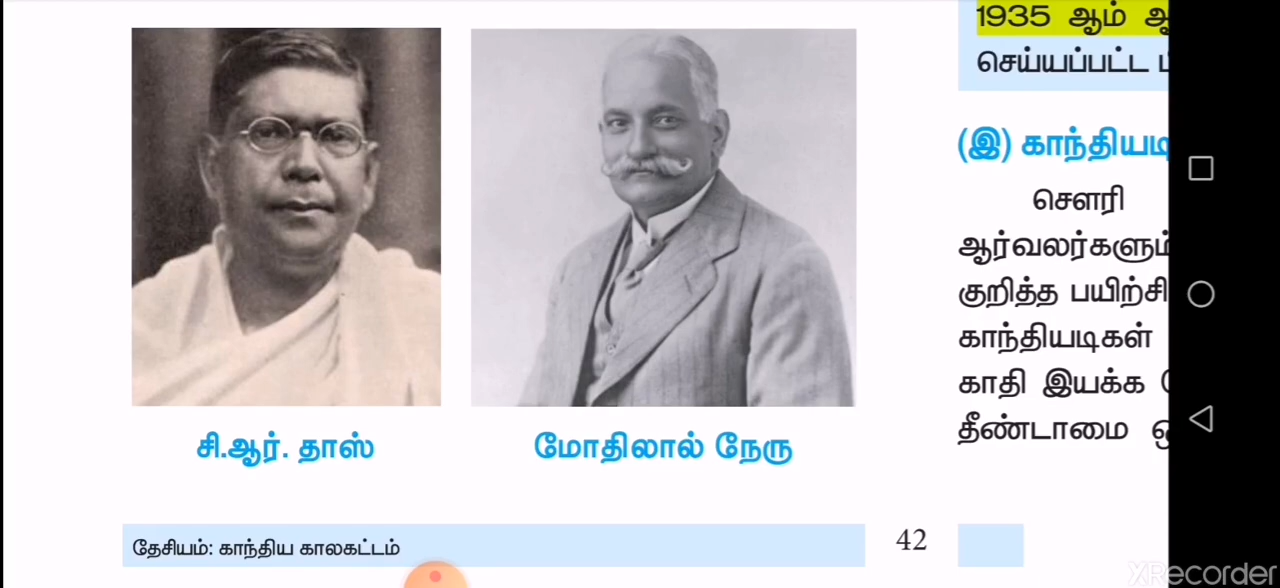 சி.ஆர். தாஸ்
மோதிலால் நேரு
தேசியம்: காந்திய காலகட்டம்
42
1935 ஆம்
செய்யப்பட்ட
(இ) காந்தியடி
சௌரி
ஆர்வலர்களும்
குறித்த பயிற்சி
காந்தியடிகள்
காதி இயக்க
தீண்டாமை
XRecorder